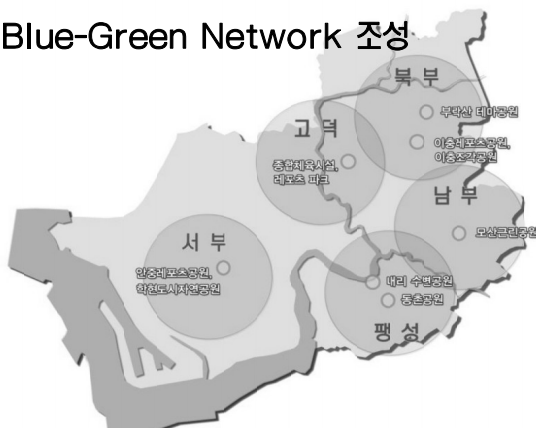 Blue-Green Network 조성
북부
부락산 테마공원
이충레포츠공원,
이충조각공원
고덕
종합체육시설,
레포츠 파크
남부
모산근린공원
서부
안중레포츠공원,
학현도시자연공원
내리 수변공원
동촌공원
팽성